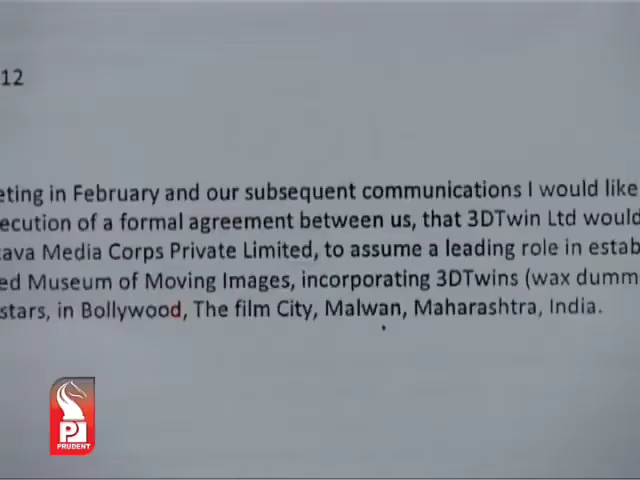 12
eting in February and our subsequent communications I would like
ecution of a formal agreement between us, that 3DTwin Ltd would
tava Media Corps Private Limited, to assume a leading role in estab
ed Museum of Moving Images, incorporating 3DTwins (wax dumm
stars, in Bollywood, The film City, Malwan, Maharashtra, India.
P
PRUDENT